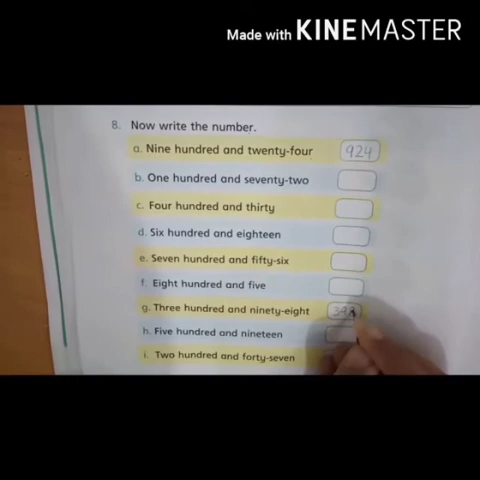 Made with KINEMASTER
8. Now write the number.
a. Nine hundred and twenty-four 924
b. One hundred and seventy-two
c. Four hundred and thirty
d. Six hundred and eighteen
e. Seven hundred and fifty-six
f. Eight hundred and five
g. Three hundred and ninety-eight 398
h. Five hundred and nineteen
i. Two hundred and forty-seven